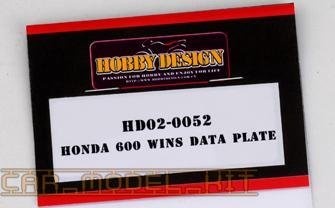 HOBBY DESIGN
PASSION FOR HOBBY AND ENJOY FOR LIFE
HD02-0052
HONDA 600 WINS DATA PLATE
CAR_MODEL_KIT